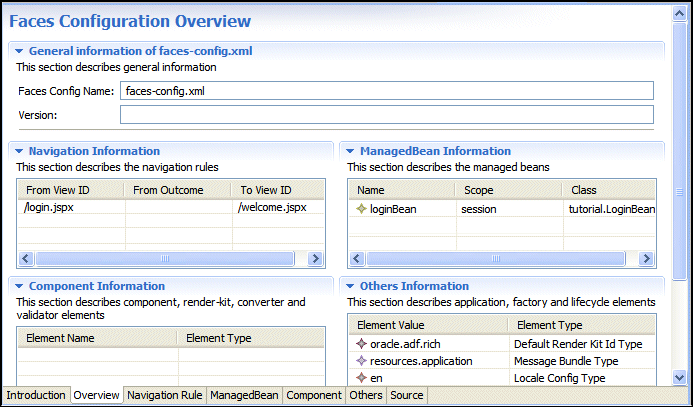 Faces Configuration Overview
General information of faces-config.xml
This section describes general information
Faces Config Name: faces-config.xml
Version:
Navigation Information
This section describes the navigation rules
From View ID From Outcome To View ID
/login.jspx /welcome.jspx
ManagedBean Information
This section describes the managed beans
Name Scope Class
loginBean session tutorial.LoginBean
Component Information
This section describes component, render-kit, converter and
validator elements
Element Name Element Type
Others Information
This section describes application, factory and lifecycle elements
Element Value Element Type
oracle.adf.rich Default Render Kit Id Type
resources.application Message Bundle Type
en Locale Config Type
Introduction Overview Navigation Rule ManagedBean Component Others Source